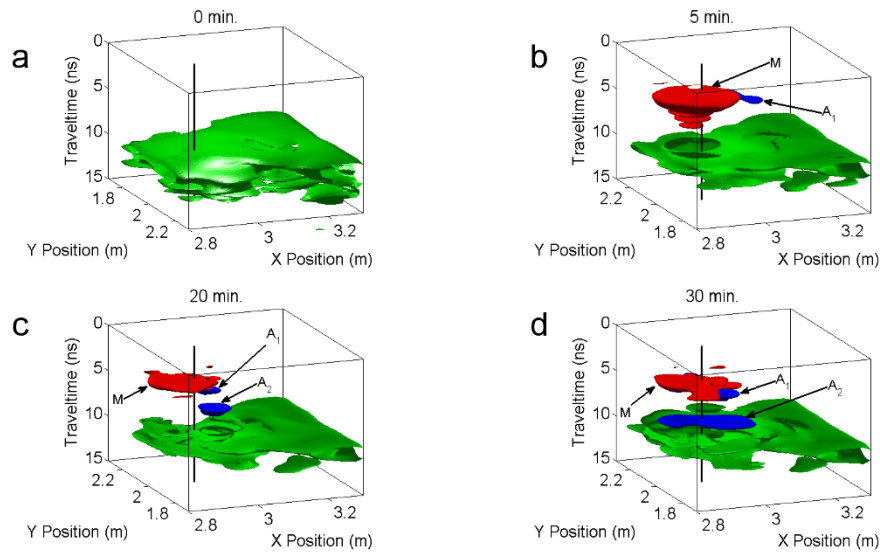 a
0 min.
Traveltime (ns)
0
5
10
15
1.8
2
2.2
Y Position (m)
2.8
3
3.2
X Position (m)
b
5 min.
Traveltime (ns)
0
5
10
15
M
A1
2.2
2
1.8
Y Position (m)
2.8
3
3.2
X Position (m)
c
20 min.
Traveltime (ns)
0
5
10
15
A1
A2
M
2.2
2
1.8
Y Position (m)
2.8
3
3.2
X Position (m)
d
30 min.
Traveltime (ns)
0
5
10
15
A1
A2
M
2.2
2
1.8
Y Position (m)
2.8
3
3.2
X Position (m)